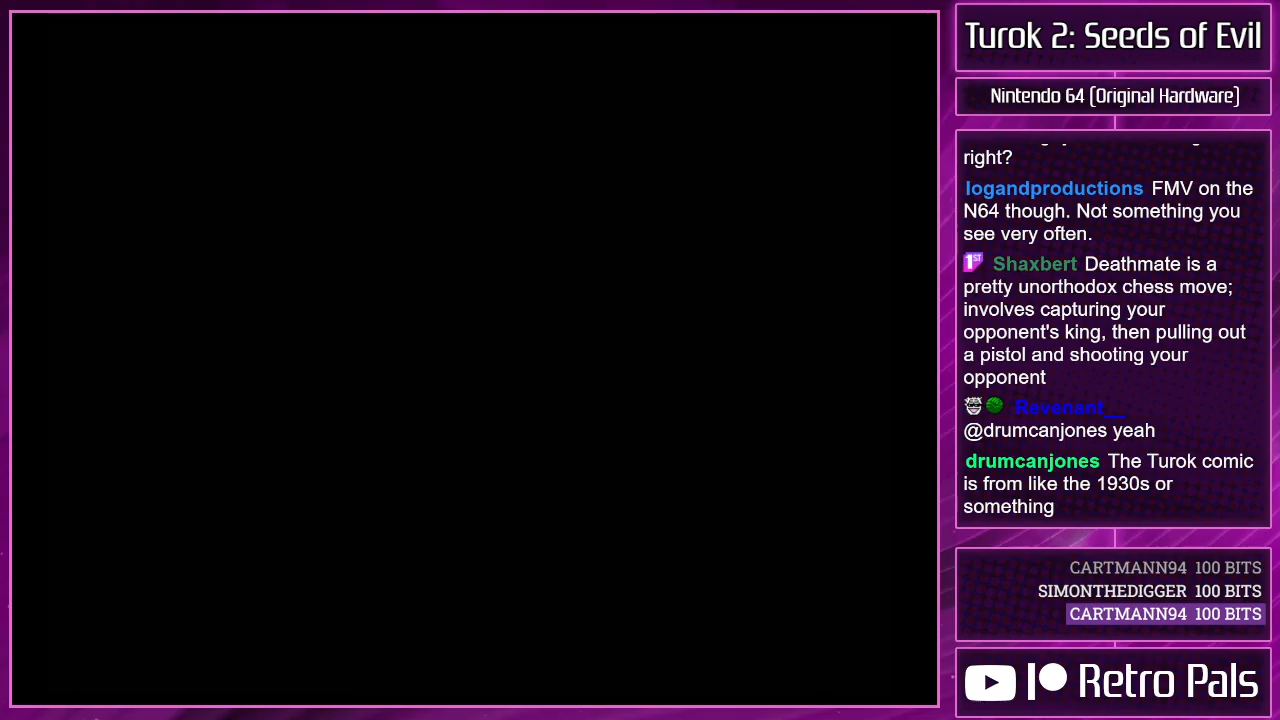 Turok 2: Seeds of Evil
Nintendo 64 (Original Hardware)
right?
logandproductions FMV on the
N64 though. Not something you
see very often.
1ST Shaxbert Deathmate is a
pretty unorthodox chess move;
involves capturing your
opponent's king, then pulling out
a pistol and shooting your
opponent
Revenant__
@drumcanjones yeah
drumcanjones The Turok comic
is from like the 1930s or
something
CARTMANN94 100 BITS
SIMONTHEDIGGER 100 BITS
CARTMANN94 100 BITS
Retro Pals